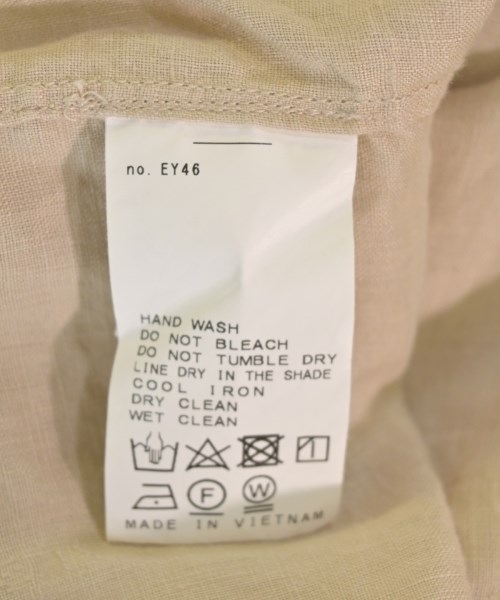 no. EY46
HAND WASH
DO NOT BLEACH
DO NOT TUMBLE DRY
LINE DRY IN THE SHADE
COOL IRON
DRY CLEAN
WET CLEAN
F W
MADE IN VIETNAM